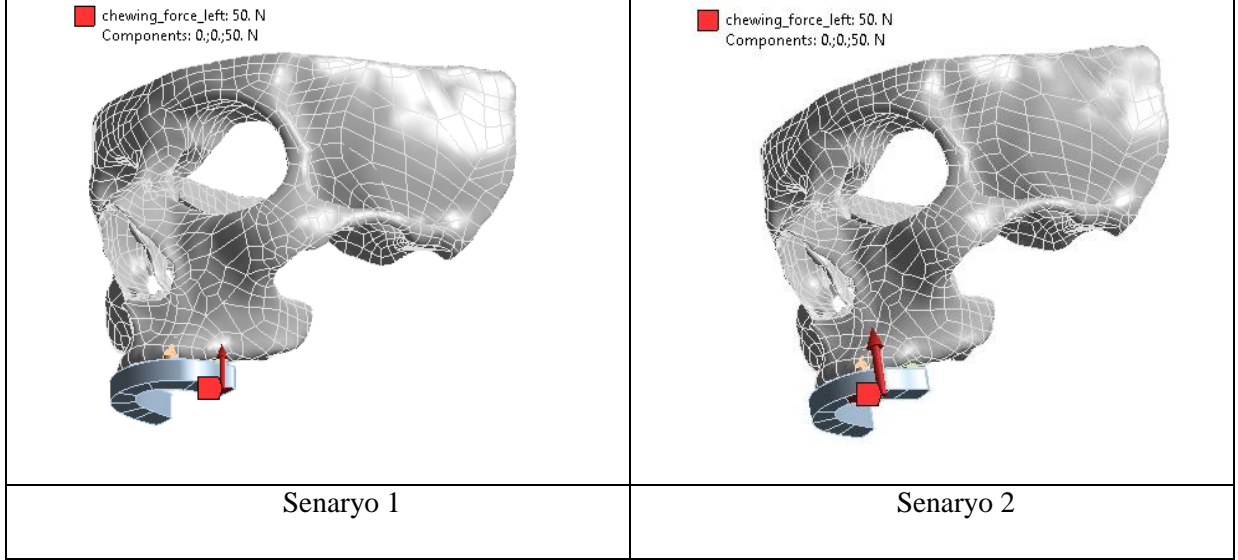 chewing_force_left: 50. N
Components: 0.;0.;50. N
chewing_force_left: 50. N
Components: 0.;0.;50. N
Senaryo 1
Senaryo 2